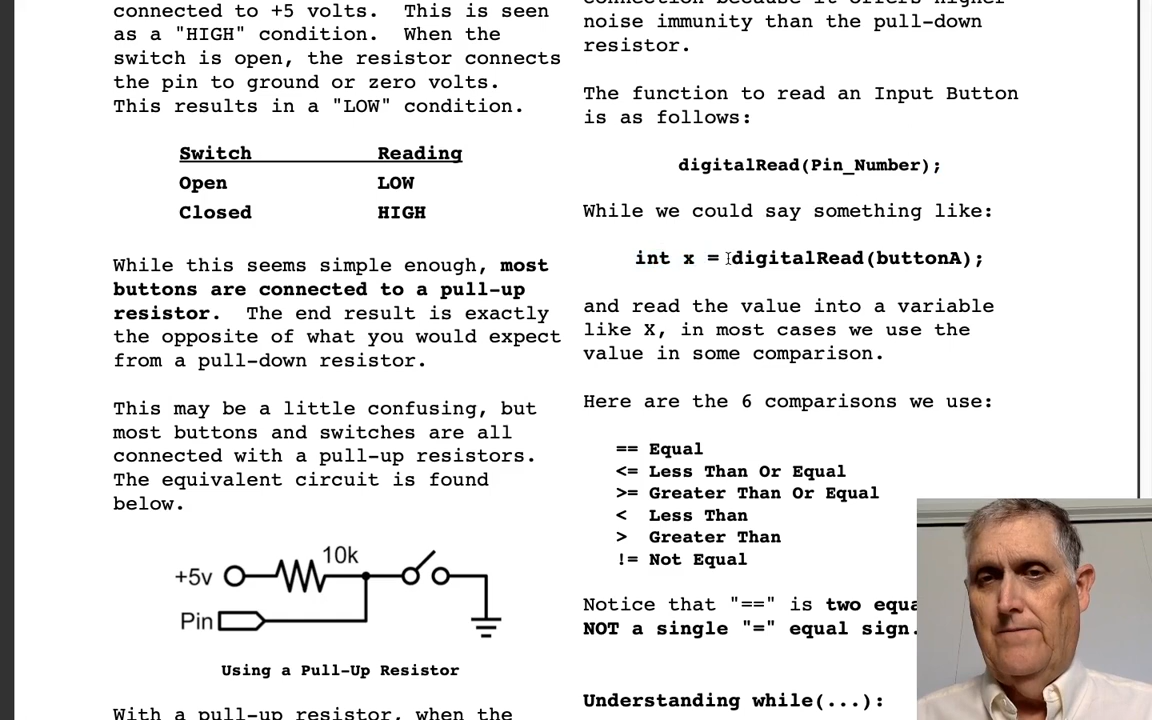 connected to +5 volts. This is seen
as a "HIGH" condition. When the
switch is open, the resistor connects
the pin to ground or zero volts.
This results in a "LOW" condition.
Switch Reading
Open LOW
Closed HIGH
While this seems simple enough, most
buttons are connected to a pull-up
resistor. The end result is exactly
the opposite of what you would expect
from a pull-down resistor.
This may be a little confusing, but
most buttons and switches are all
connected with a pull-up resistors.
The equivalent circuit is found
below.
+5v 10k
Pin
Using a Pull-Up Resistor
With a pull-up resistor, when the
connection because it offers higher
noise immunity than the pull-down
resistor.
The function to read an Input Button
is as follows:
digitalRead(Pin_Number);
While we could say something like:
int x = digitalRead(buttonA);
and read the value into a variable
like X, in most cases we use the
value in some comparison.
Here are the 6 comparisons we use:
== Equal
<= Less Than Or Equal
>= Greater Than Or Equal
< Less Than
> Greater Than
!= Not Equal
Notice that "==" is two equa
NOT a single "=" equal sign.
Understanding while(...):